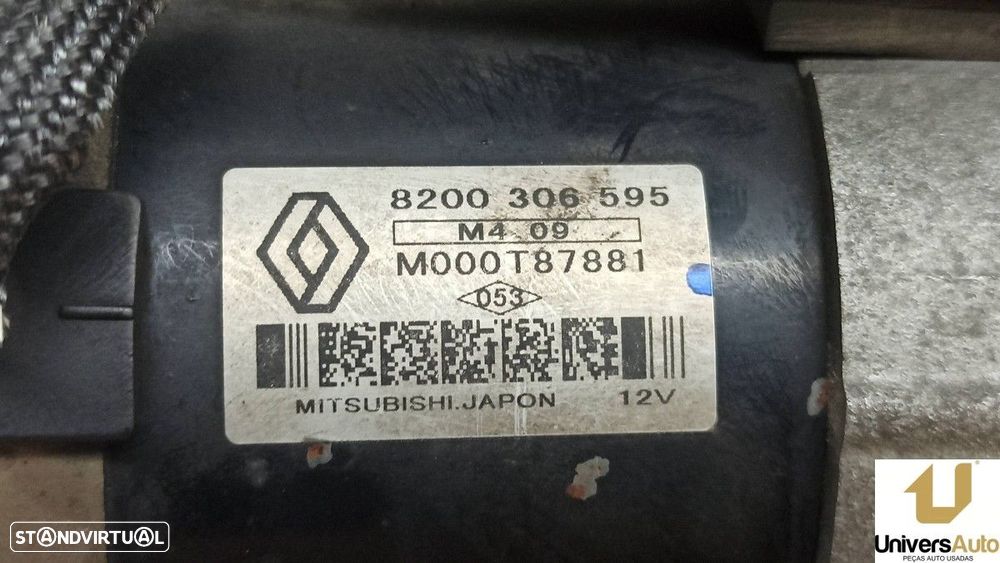 8200 306 595
M4 09
M000T87881
053
MITSUBISHI.JAPON 12V
STANDVIRTUAL
UniversAuto
PEÇAS AUTO USADAS